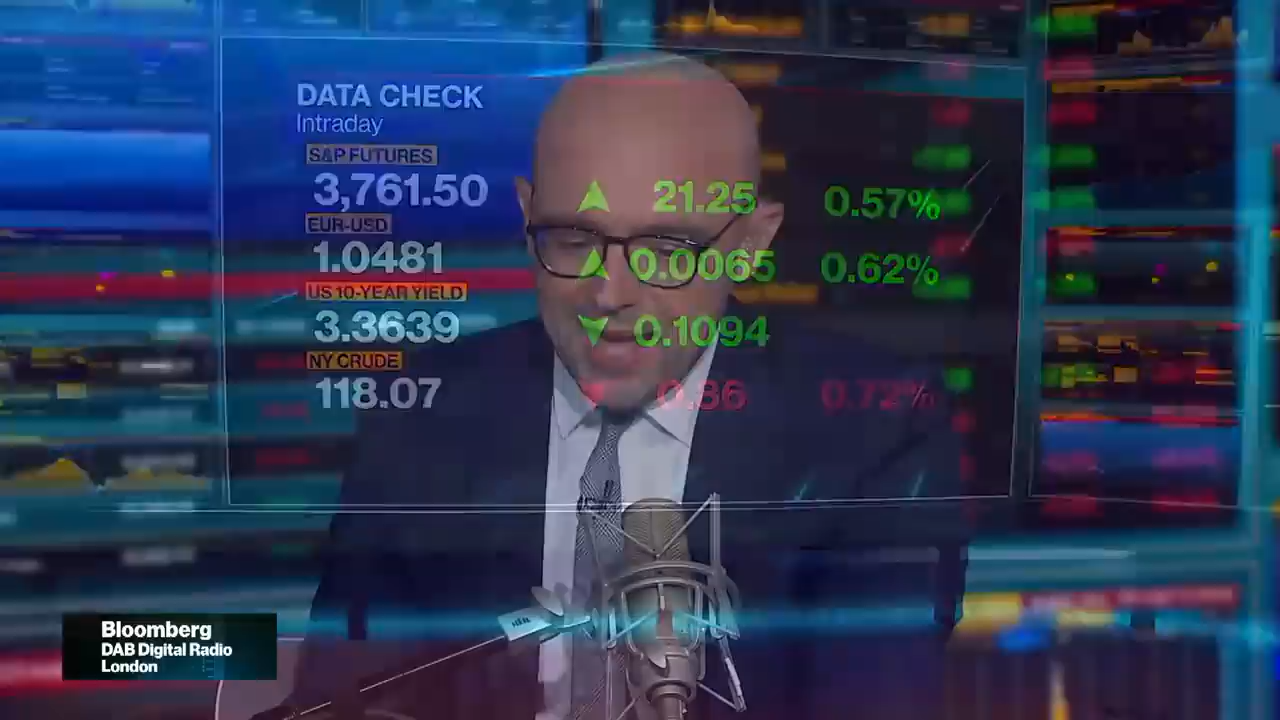 DATA CHECK
Intraday
S&P FUTURES
3,761.50 21.25 0.57%
EUR-USD
1.0481 0.0065 0.62%
US 10-YEAR YIELD
3.3639 0.1094
NY CRUDE
118.07 0.86 0.72%
Bloomberg
DAB Digital Radio
London